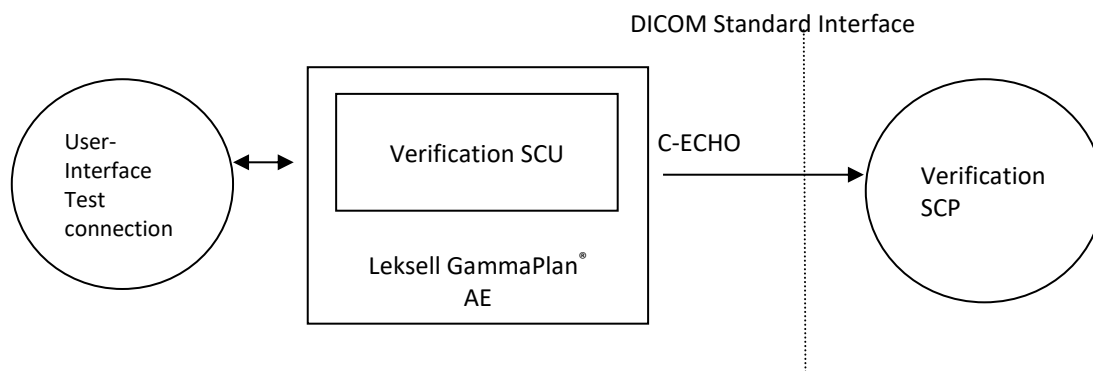 DICOM Standard Interface
User-
Interface
Test
connection
Verification SCU
C-ECHO
Verification
SCP
Leksell GammaPlan®
AE